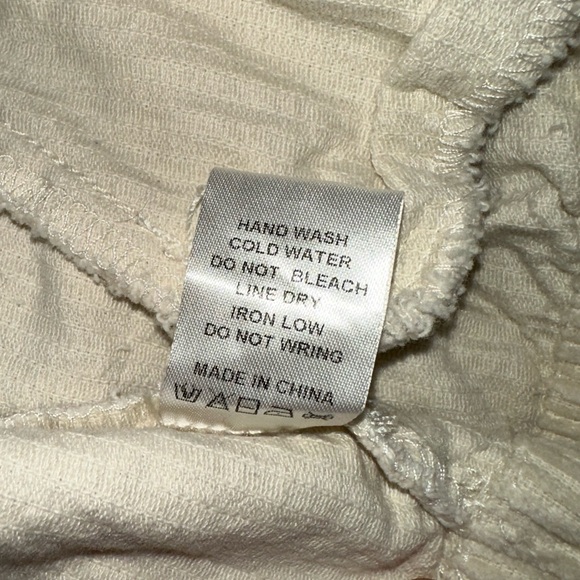 HAND WASH
COLD WATER
DO NOT BLEACH
LINE DRY
IRON LOW
DO NOT WRING
MADE IN CHINA